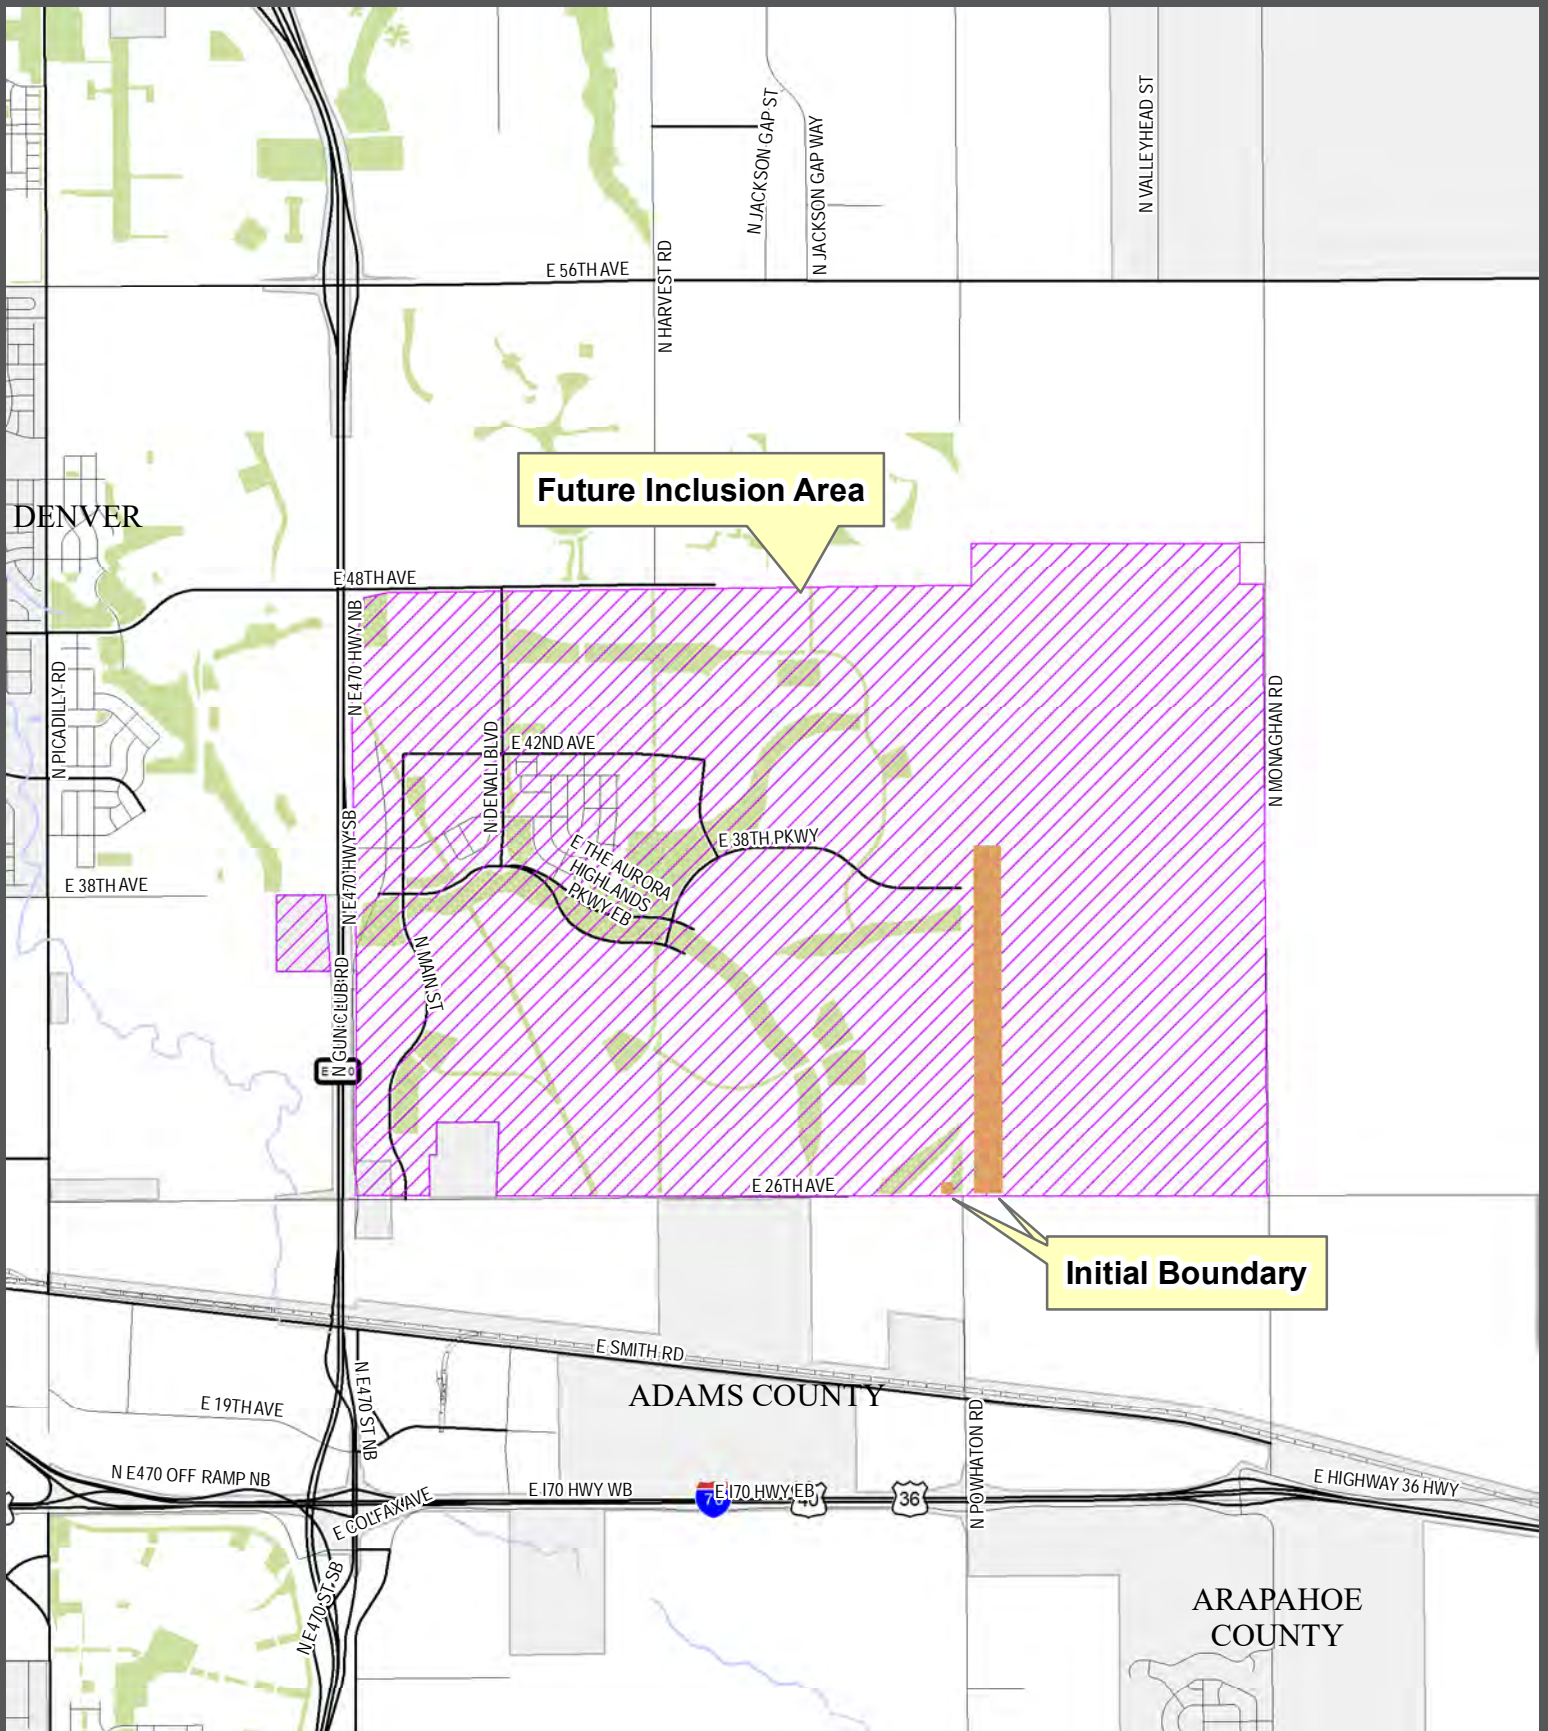 N JACKSON GAP ST
N JACKSON GAP WAY
N VALLEYHEAD ST
E 56TH AVE
N HARVEST RD
Future Inclusion Area
DENVER
E 48TH AVE
N E470 HWY NB
N PICADILLY RD
N DENALI BLVD
E 42ND AVE
N MONAGHAN RD
N E470 HWY SB
E 38TH PKWY
E THE AURORA
HIGHLANDS
PKWY EB
E 38TH AVE
N MAIN ST
N GUN CLUB RD
E 0
E 26TH AVE
Initial Boundary
E SMITH RD
ADAMS COUNTY
N E470 ST NB
E 19TH AVE
N POWHATON RD
N E470 OFF RAMP NB
E I70 HWY WB
70
E I70 HWY EB
40
36
E HIGHWAY 36 HWY
E COLFAX AVE
N E470 ST SB
ARAPAHOE
COUNTY